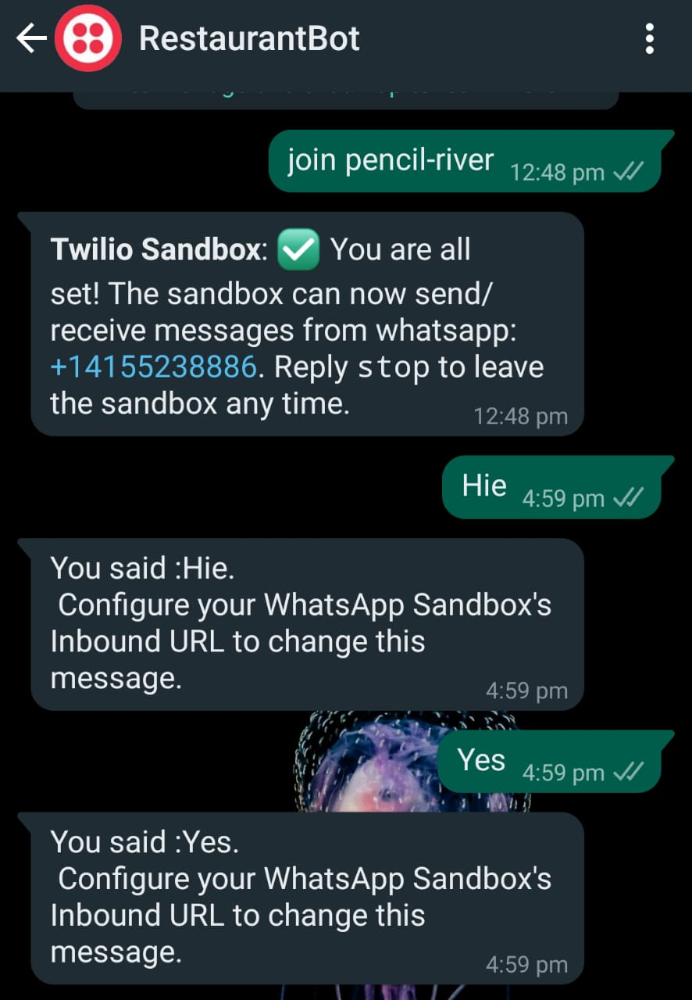 RestaurantBot
join pencil-river 12:48 pm
Twilio Sandbox: ✅ You are all
set! The sandbox can now send/
receive messages from whatsapp:
+14155238886. Reply stop to leave
the sandbox any time. 12:48 pm
Hie 4:59 pm
You said :Hie.
Configure your WhatsApp Sandbox's
Inbound URL to change this
message. 4:59 pm
Yes 4:59 pm
You said :Yes.
Configure your WhatsApp Sandbox's
Inbound URL to change this
message. 4:59 pm